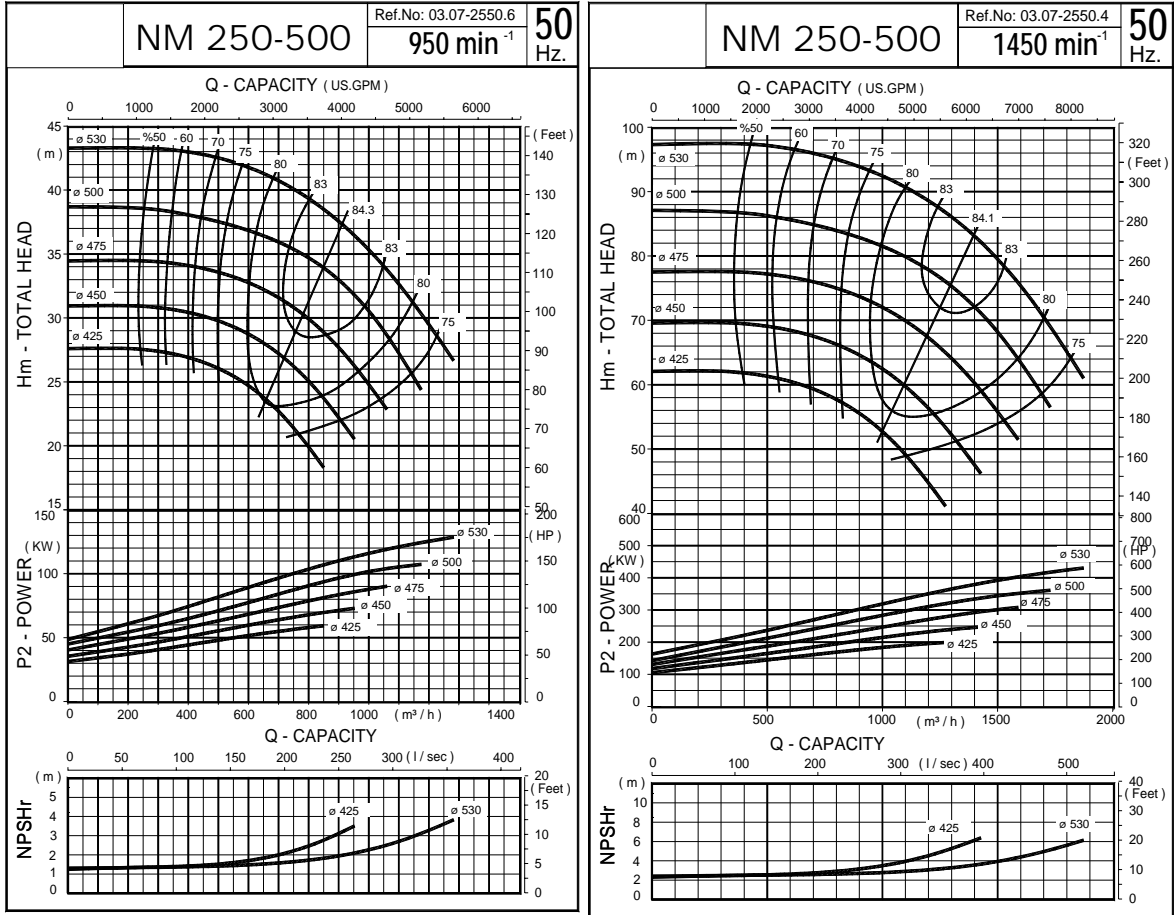 NM 250-500
Ref.No: 03.07-2550.6
950 min-1
50
Hz.
Q - CAPACITY ( US.GPM )
0 1000 2000 3000 4000 5000 6000
45
( m )
40
35
30
25
20
15
Hm - TOTAL HEAD
( Feet )
140
130
120
110
100
90
80
70
60
50
ø 530
ø 500
ø 475
ø 450
ø 425
%50 - 60 70 75 80 83 84.3 83 80 75
150
( KW )
100
50
0
P2 - POWER
200
( HP )
150
100
50
0
ø 530
ø 500
ø 475
ø 450
ø 425
0 200 400 600 800 1000 ( m³ / h ) 1400
Q - CAPACITY
0 50 100 150 200 250 300 ( l / sec ) 400
( m )
5
4
3
2
1
0
NPSHr
20
( Feet )
15
10
5
0
ø 425
ø 530
NM 250-500
Ref.No: 03.07-2550.4
1450 min-1
50
Hz.
Q - CAPACITY ( US.GPM )
0 1000 2000 3000 4000 5000 6000 7000 8000
100
( m )
90
80
70
60
50
40
Hm - TOTAL HEAD
320
( Feet )
300
280
260
240
220
200
180
160
140
ø 530
ø 500
ø 475
ø 450
ø 425
%50 60 70 75 80 83 84.1 83 80 75
600
500
( KW )
400
300
200
100
0
P2 - POWER
800
700
( HP )
600
500
400
300
200
100
0
ø 530
ø 500
ø 475
ø 450
ø 425
0 500 1000 ( m³ / h ) 1500 2000
Q - CAPACITY
0 100 200 300 ( l / sec ) 400 500
( m )
10
8
6
4
2
0
NPSHr
40
( Feet )
30
20
10
0
ø 425
ø 530